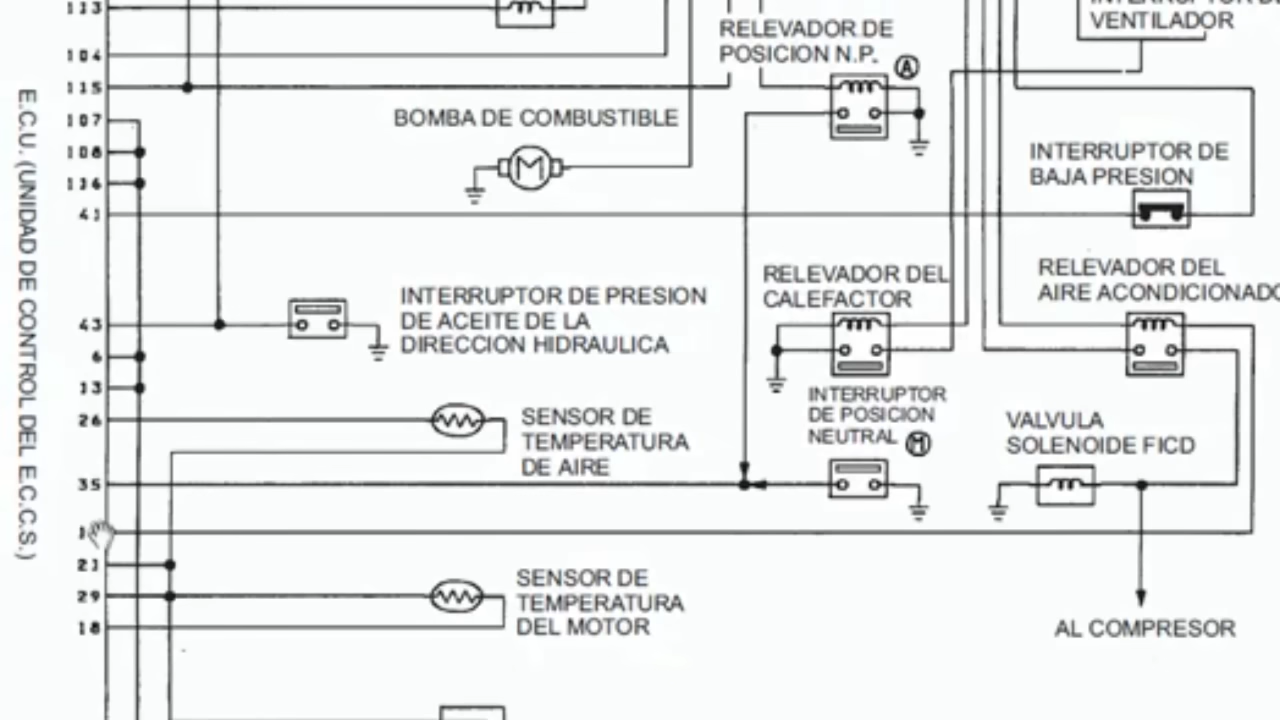 113
INTERRUPTOR DE
VENTILADOR
RELEVADOR DE
POSICION N.P.
A
104
115
BOMBA DE COMBUSTIBLE
M
107
108
116
41
INTERRUPTOR DE
BAJA PRESION
E.C.U. (UNIDAD DE CONTROL DEL E.C.C.S.)
RELEVADOR DEL
CALEFACTOR
RELEVADOR DEL
AIRE ACONDICIONADO
INTERRUPTOR DE PRESION
DE ACEITE DE LA
DIRECCION HIDRAULICA
43
6
13
INTERRUPTOR
DE POSICION
NEUTRAL
M
26
SENSOR DE
TEMPERATURA
DE AIRE
VALVULA
SOLENOIDE FICD
35
21
29
18
SENSOR DE
TEMPERATURA
DEL MOTOR
AL COMPRESOR